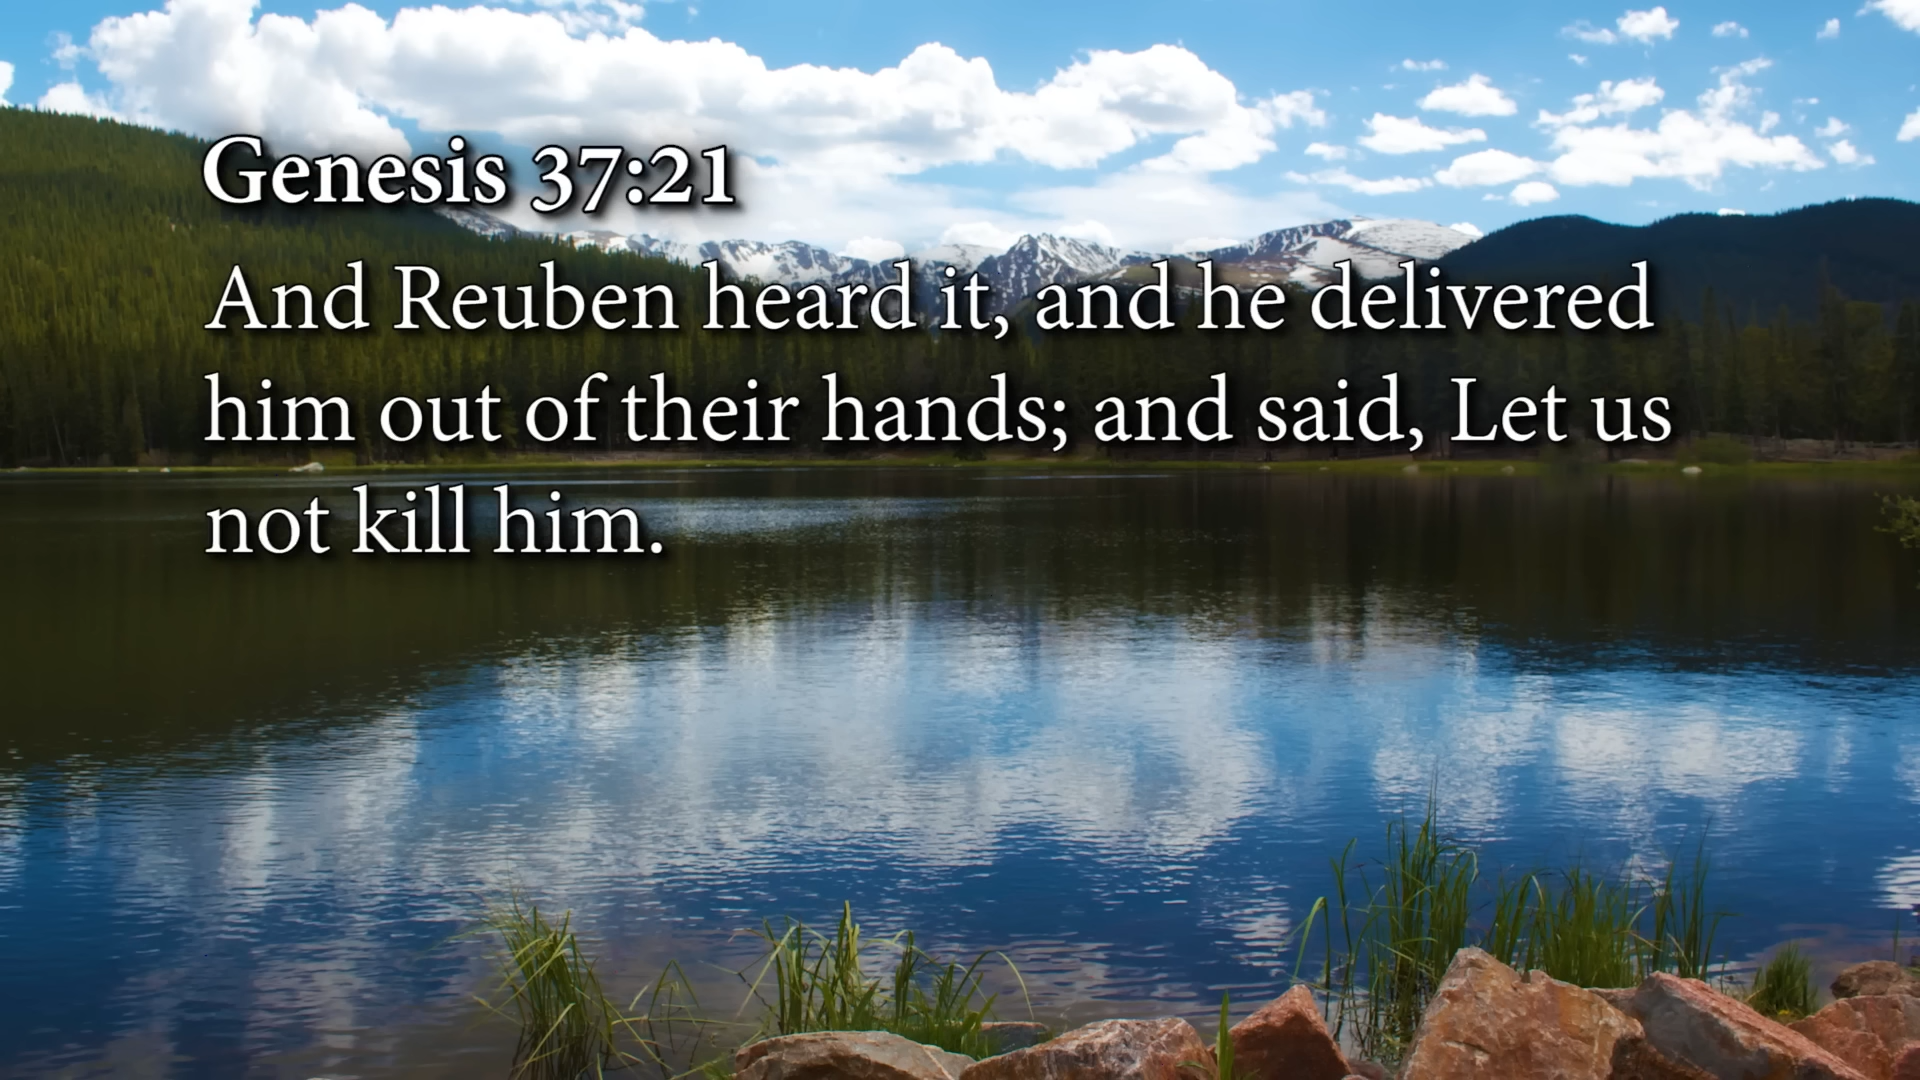 Genesis 37:21
And Reuben heard it, and he delivered
him out of their hands; and said, Let us
not kill him.